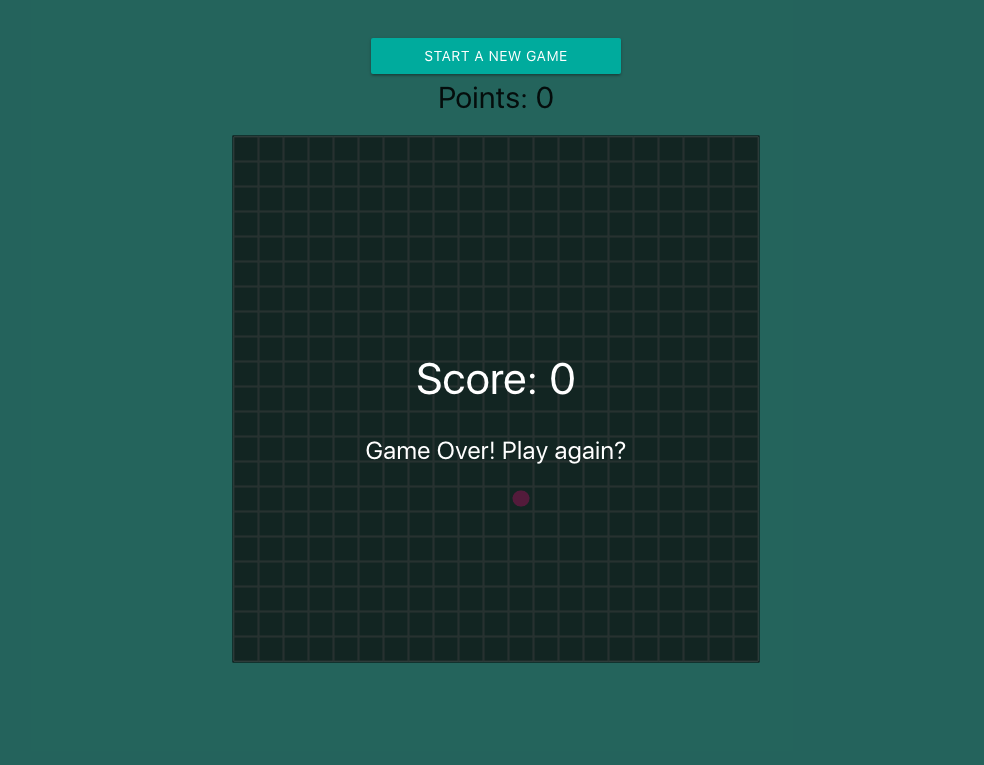 START A NEW GAME
Points: 0
Score: 0
Game Over! Play again?